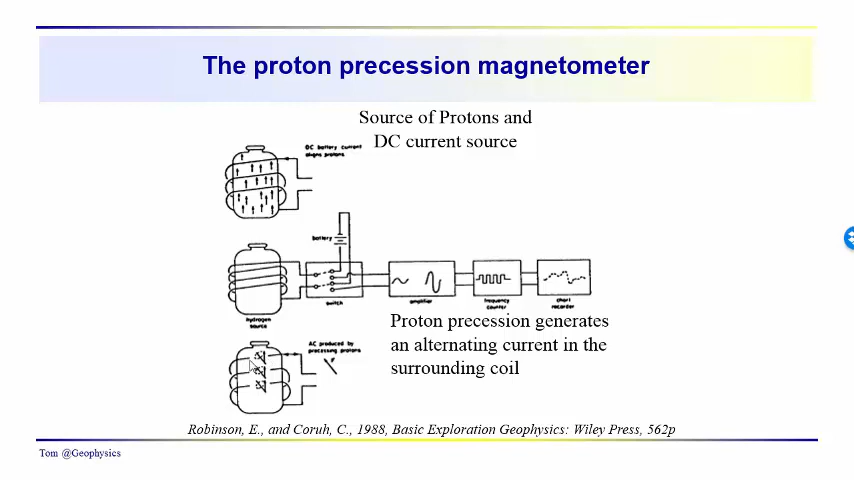 The proton precession magnetometer
Source of Protons and
DC current source
DC battery current
aligns protons
battery
switch
amplifier
frequency
counter
chart
recorder
hydrogen
source
Proton precession generates
an alternating current in the
surrounding coil
AC produced by
precessing protons
F
Robinson, E., and Coruh, C., 1988, Basic Exploration Geophysics: Wiley Press, 562p
Tom @Geophysics